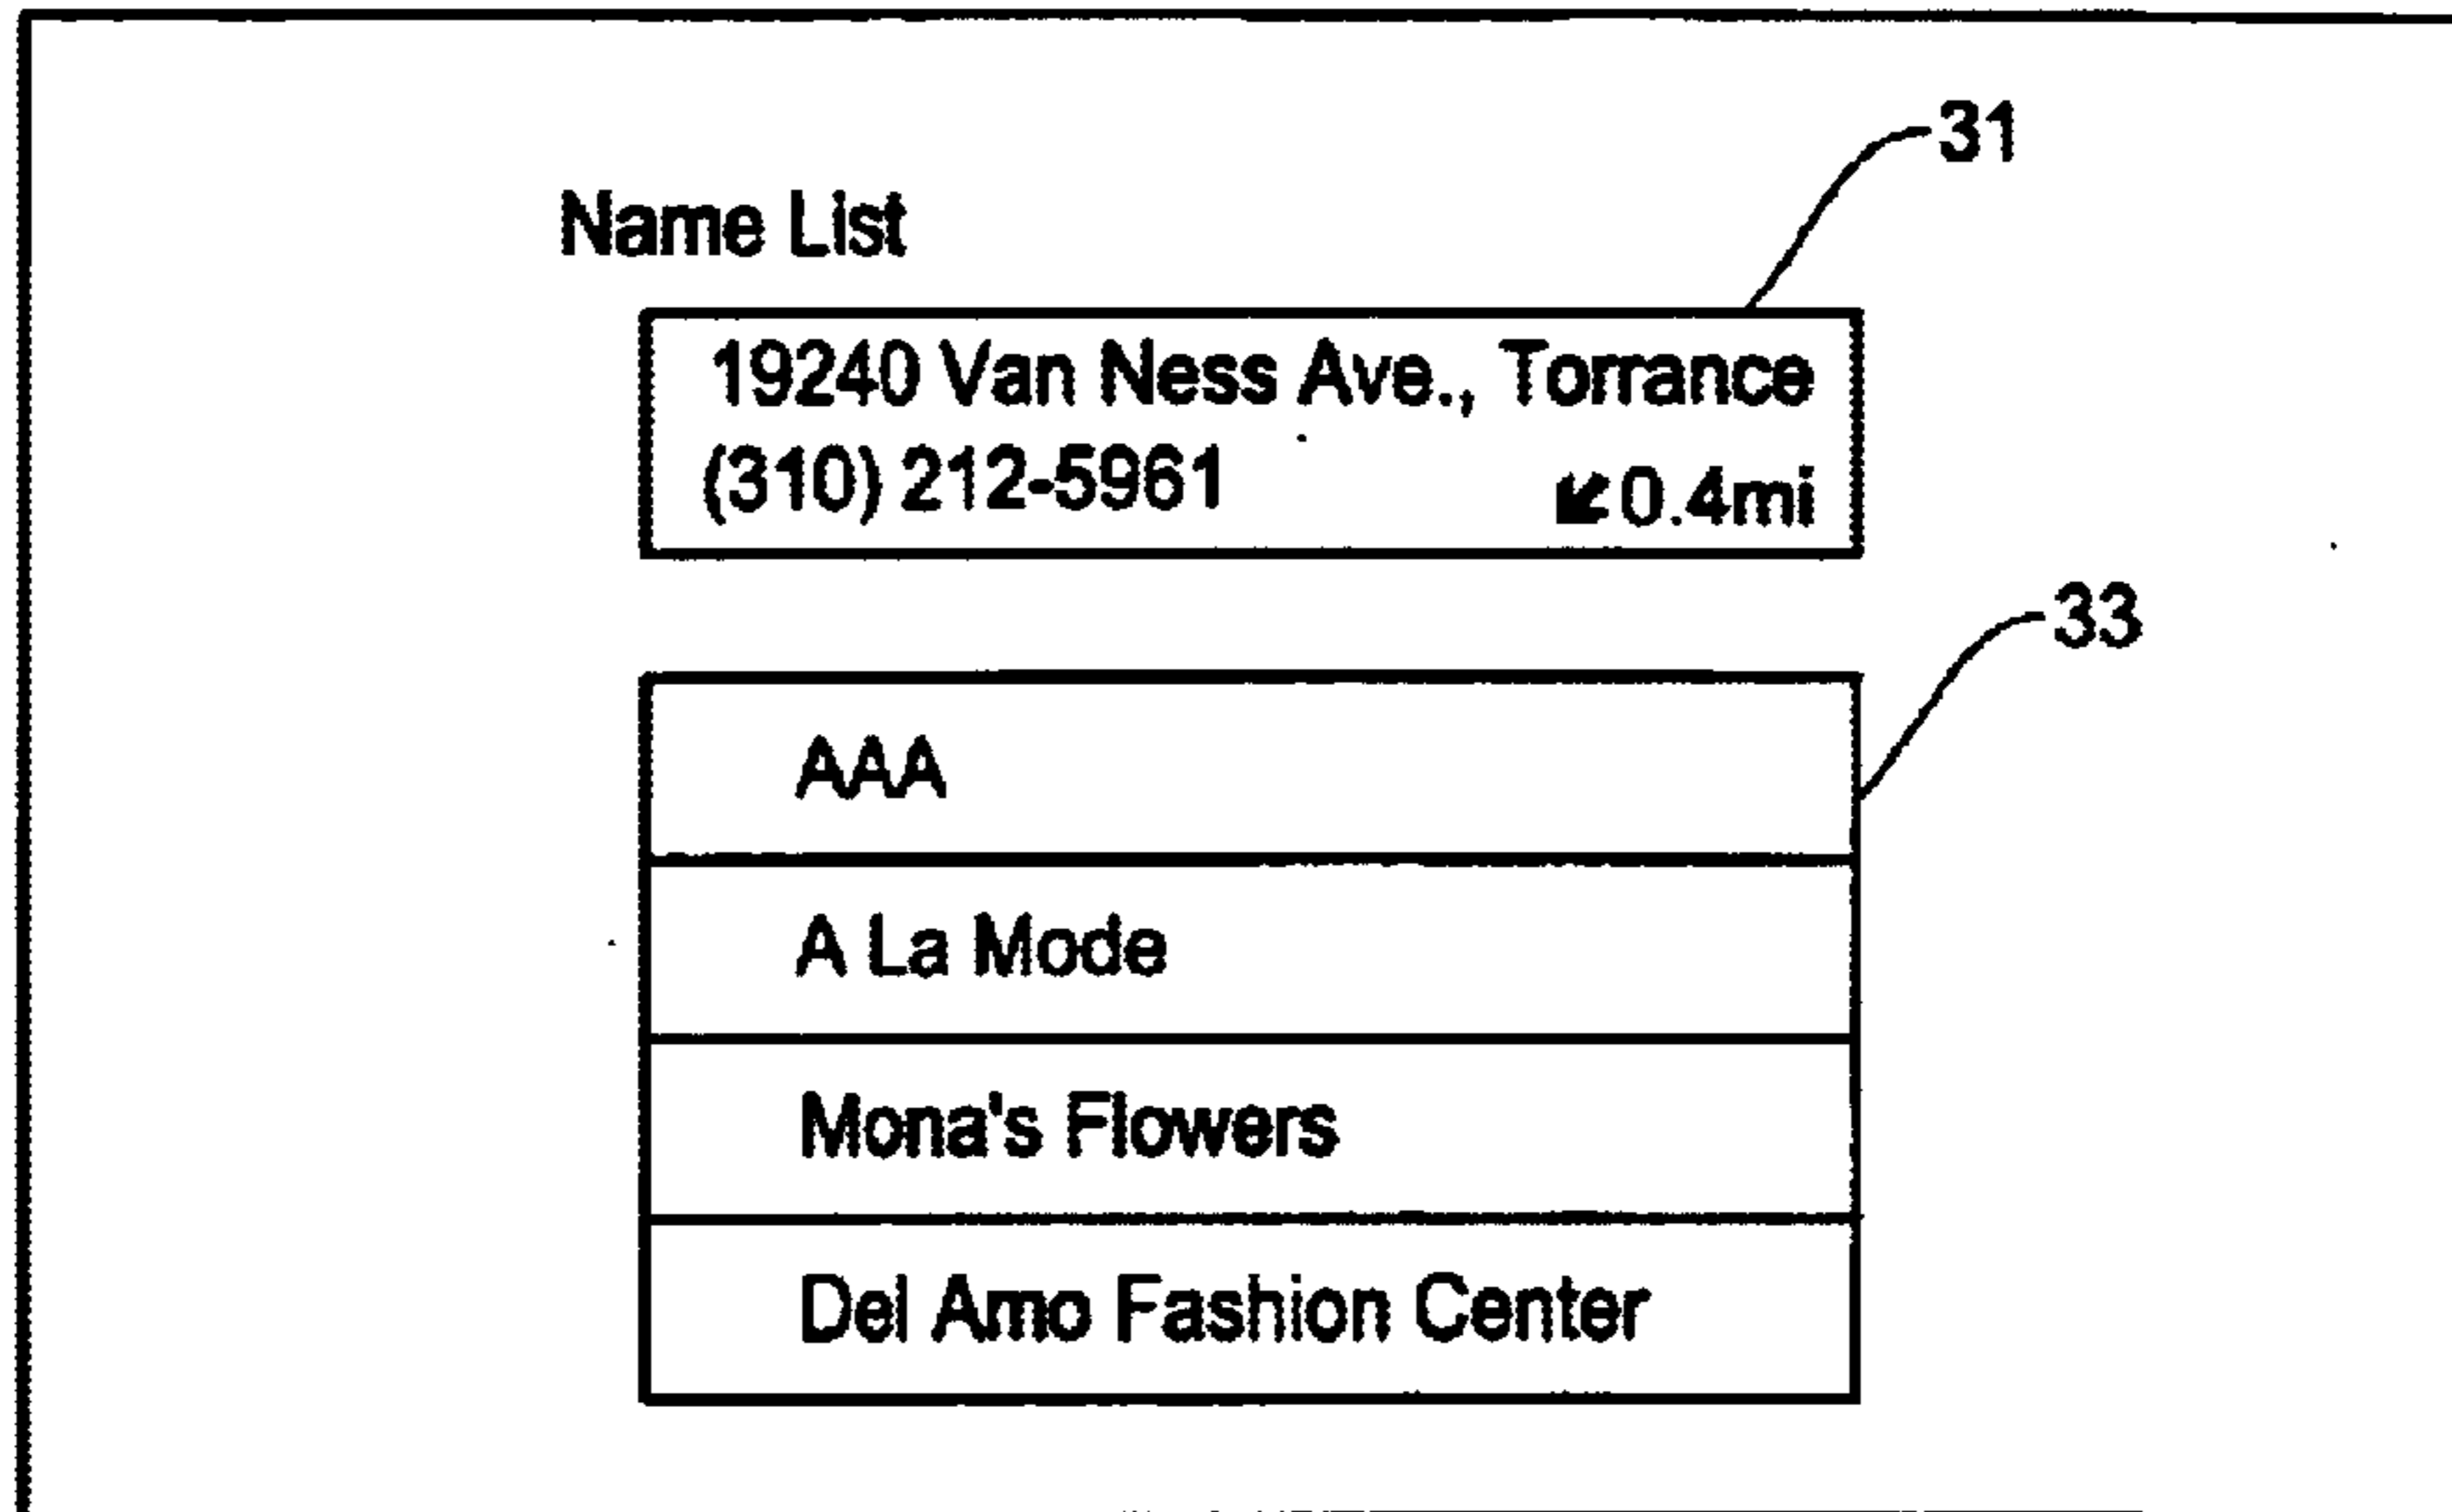 31
Name List
19240 Van Ness Ave., Torrance
(310) 212-5961
0.4mi
33
AAA
A La Mode
Mona's Flowers
Del Amo Fashion Center